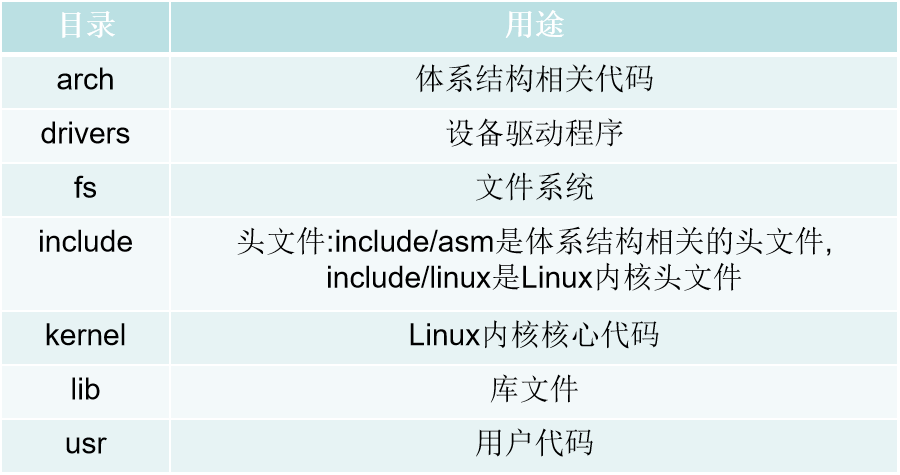 目录 用途
arch 体系结构相关代码
drivers 设备驱动程序
fs 文件系统
include 头文件:include/asm是体系结构相关的头文件,
include/linux是Linux内核头文件
kernel Linux内核核心代码
lib 库文件
usr 用户代码